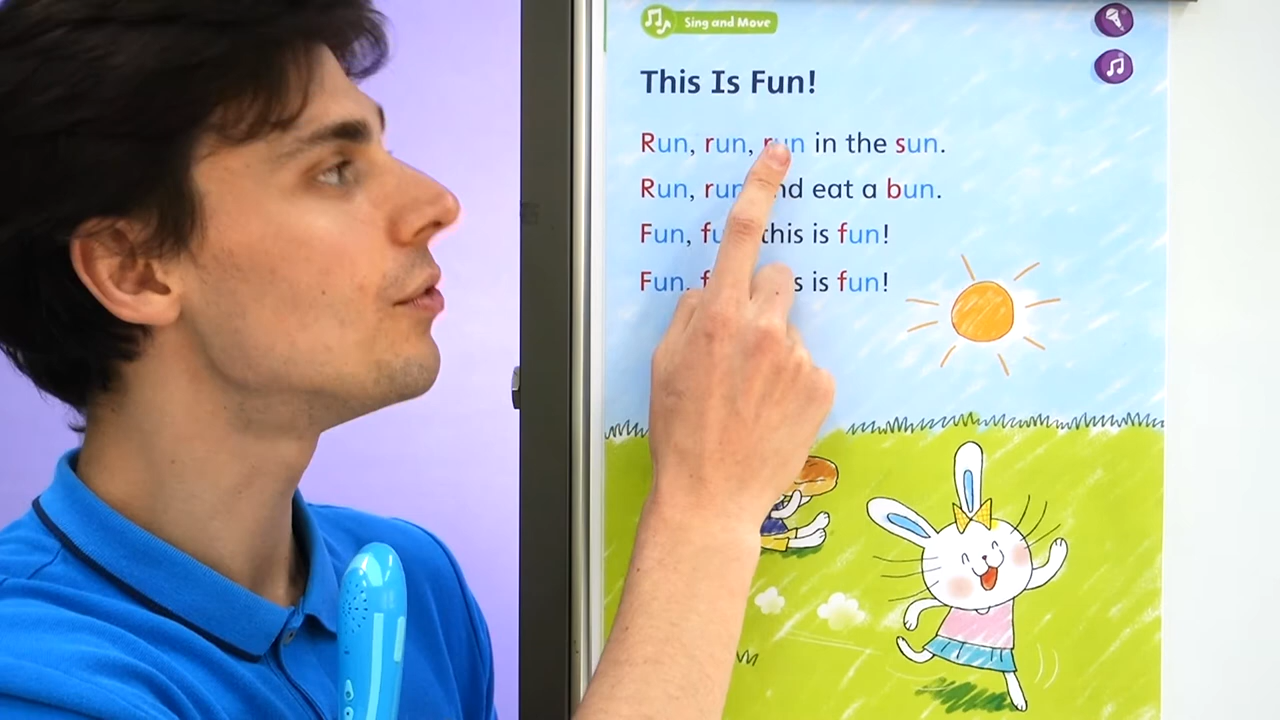 Sing and Move
This Is Fun!
Run, run, run in the sun.
Run, run eat a bun.
Fun, this is fun!
Fun, is fun!